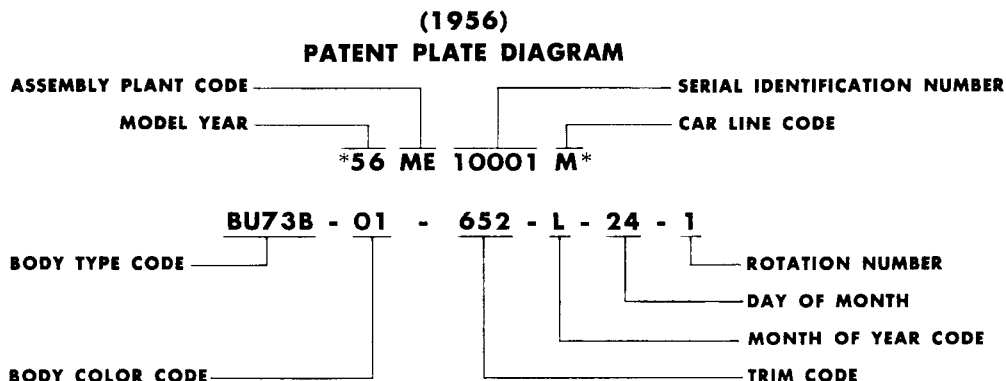 (1956)
PATENT PLATE DIAGRAM
ASSEMBLY PLANT CODE
SERIAL IDENTIFICATION NUMBER
MODEL YEAR
CAR LINE CODE
*56 ME 10001 M*
BU73B - 01 - 652 - L - 24 - 1
BODY TYPE CODE
ROTATION NUMBER
DAY OF MONTH
MONTH OF YEAR CODE
BODY COLOR CODE
TRIM CODE